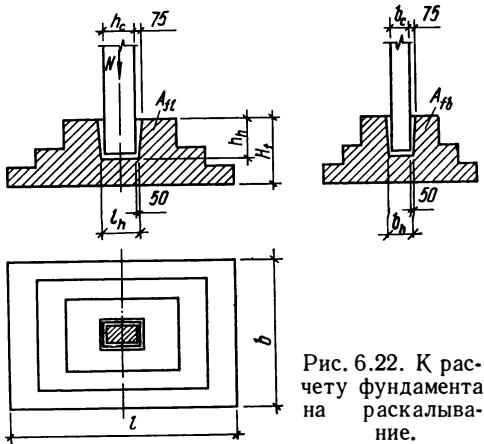 h_c 75
N
A_fl
h_h
H_f
50
l_h
b_c 75
A_fb
50
b_h
b
l
Рис. 6.22. К рас-
чету фундамента
на раскалыва-
ние.